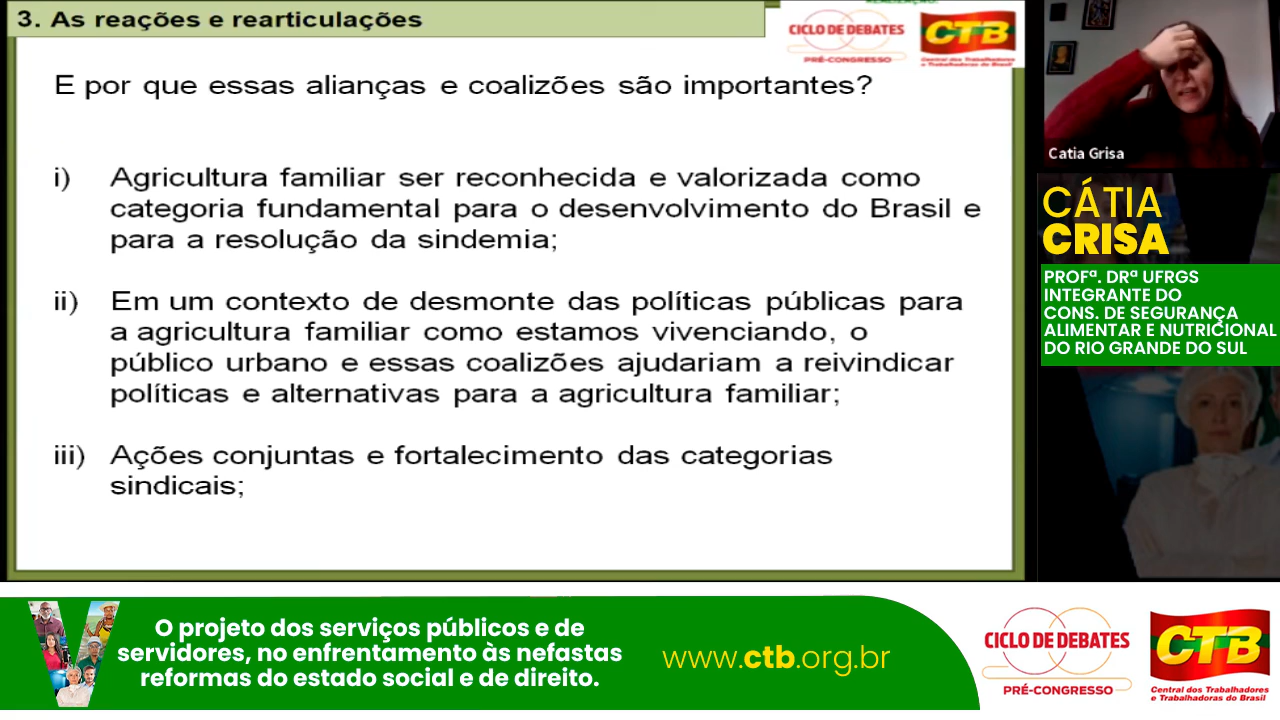 3. As reações e rearticulações
CICLO DE DEBATES
PRÉ-CONGRESSO
CTB
Central dos Trabalhadores
e Trabalhadoras do Brasil
E por que essas alianças e coalizões são importantes?
i) Agricultura familiar ser reconhecida e valorizada como
categoria fundamental para o desenvolvimento do Brasil e
para a resolução da sindemia;
ii) Em um contexto de desmonte das políticas públicas para
a agricultura familiar como estamos vivenciando, o
público urbano e essas coalizões ajudariam a reivindicar
políticas e alternativas para a agricultura familiar;
iii) Ações conjuntas e fortalecimento das categorias
sindicais;
Catia Grisa
CÁTIA
CRISA
PROFª. DRª UFRGS
INTEGRANTE DO
CONS. DE SEGURANÇA
ALIMENTAR E NUTRICIONAL
DO RIO GRANDE DO SUL
O projeto dos serviços públicos e de
servidores, no enfrentamento às nefastas
reformas do estado social e de direito.
www.ctb.org.br
CICLO DE DEBATES
PRÉ-CONGRESSO
CTB
Central dos Trabalhadores
e Trabalhadoras do Brasil